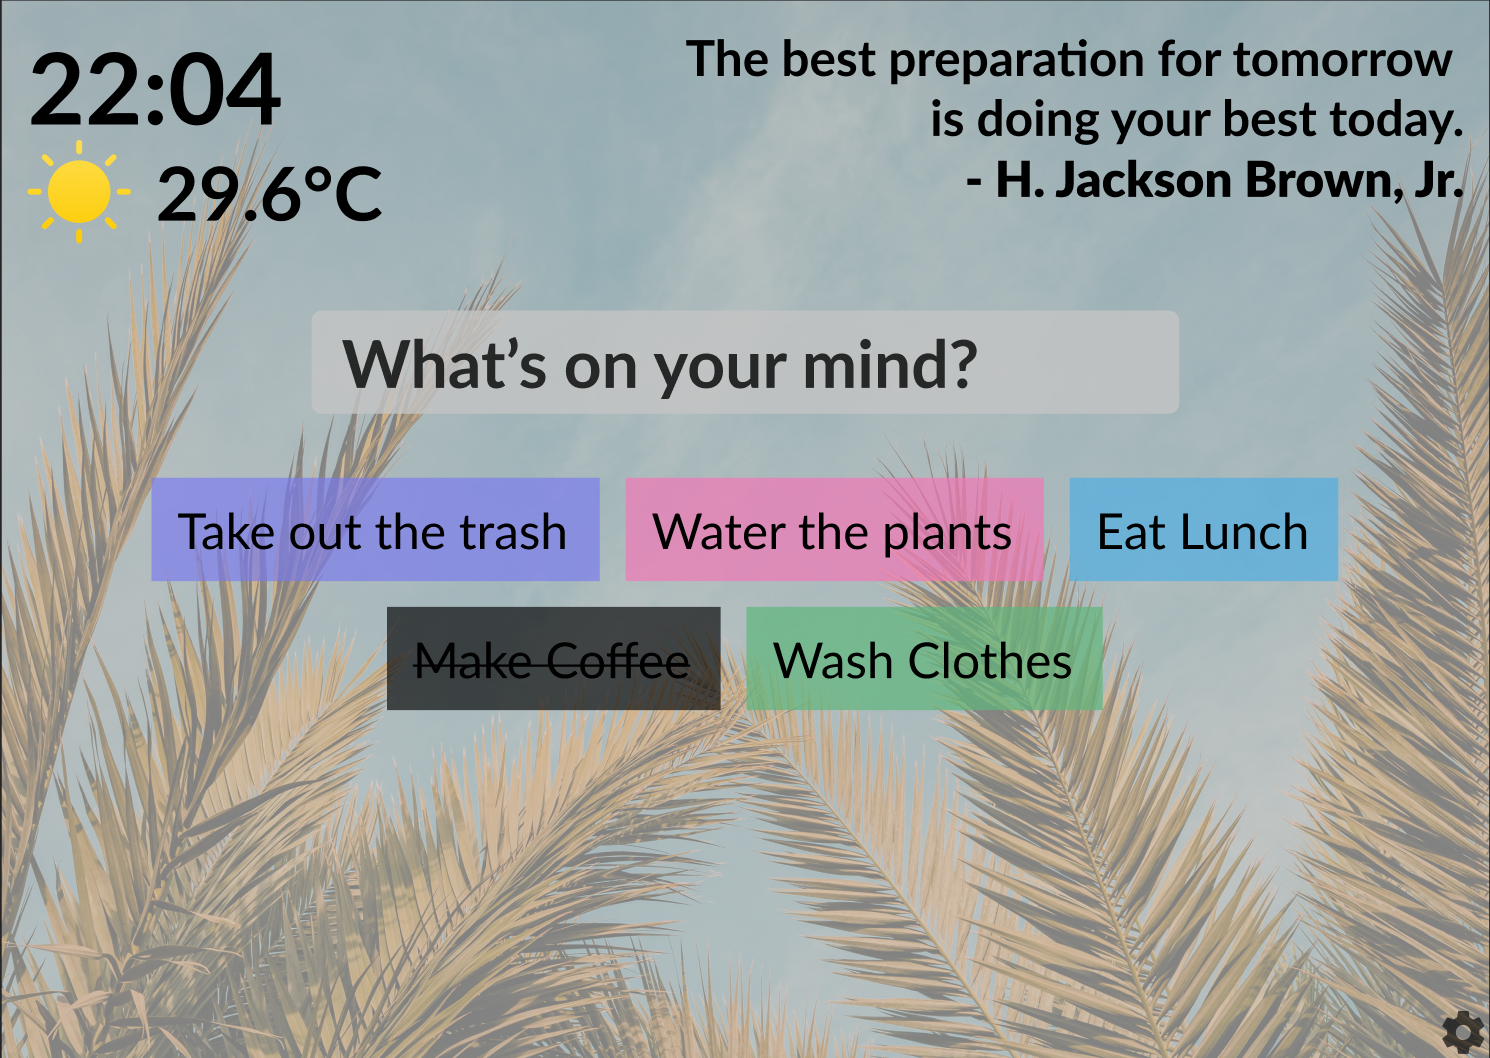 22:04
29.6°C
The best preparation for tomorrow
is doing your best today.
- H. Jackson Brown, Jr.
What’s on your mind?
Take out the trash
Water the plants
Eat Lunch
Make Coffee
Wash Clothes